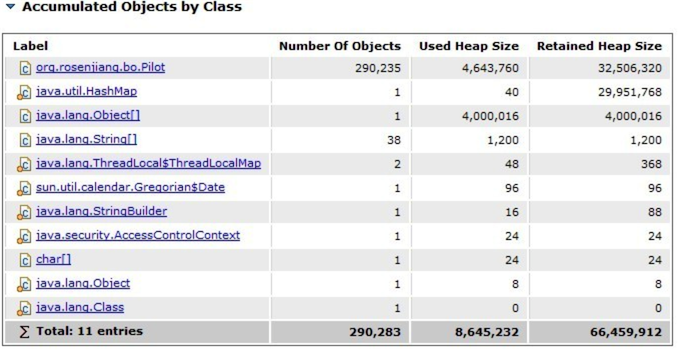 Accumulated Objects by Class
Label Number Of Objects Used Heap Size Retained Heap Size
org.rosenjiang.bo.Pilot 290,235 4,643,760 32,506,320
java.util.HashMap 1 40 29,951,768
java.lang.Object[] 1 4,000,016 4,000,016
java.lang.String[] 38 1,200 1,200
java.lang.ThreadLocal$ThreadLocalMap 2 48 368
sun.util.calendar.Gregorian$Date 1 96 96
java.lang.StringBuilder 1 16 88
java.security.AccessControlContext 1 24 24
char[] 1 24 24
java.lang.Object 1 8 8
java.lang.Class 1 0 0
∑ Total: 11 entries 290,283 8,645,232 66,459,912